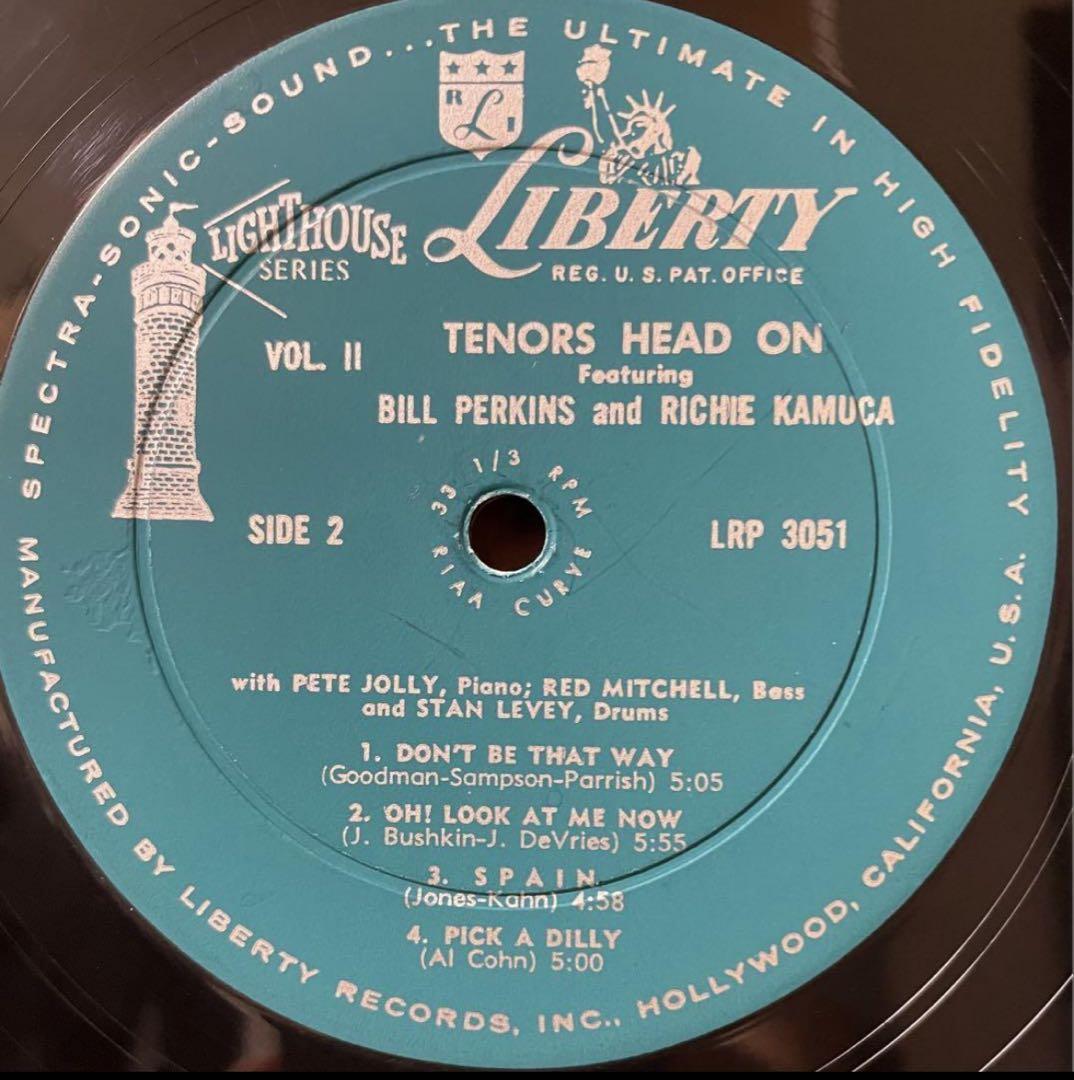 SPECTRA-SONIC-SOUND...THE ULTIMATE IN HIGH FIDELITY
R L I
LIBERTY
REG. U. S. PAT. OFFICE
LIGHTHOUSE
SERIES
VOL. II
TENORS HEAD ON
Featuring
BILL PERKINS and RICHIE KAMUCA
33 1/3 RPM
SIDE 2
LRP 3051
RIAA CURVE
with PETE JOLLY, Piano; RED MITCHELL, Bass
and STAN LEVEY, Drums
1. DON'T BE THAT WAY
(Goodman-Sampson-Parrish) 5:05
2. OH! LOOK AT ME NOW
(J. Bushkin-J. DeVries) 5:55
3. SPAIN
(Jones-Kahn) 4:58
4. PICK A DILLY
(Al Cohn) 5:00
MANUFACTURED BY LIBERTY RECORDS, INC., HOLLYWOOD, CALIFORNIA, U.S.A.